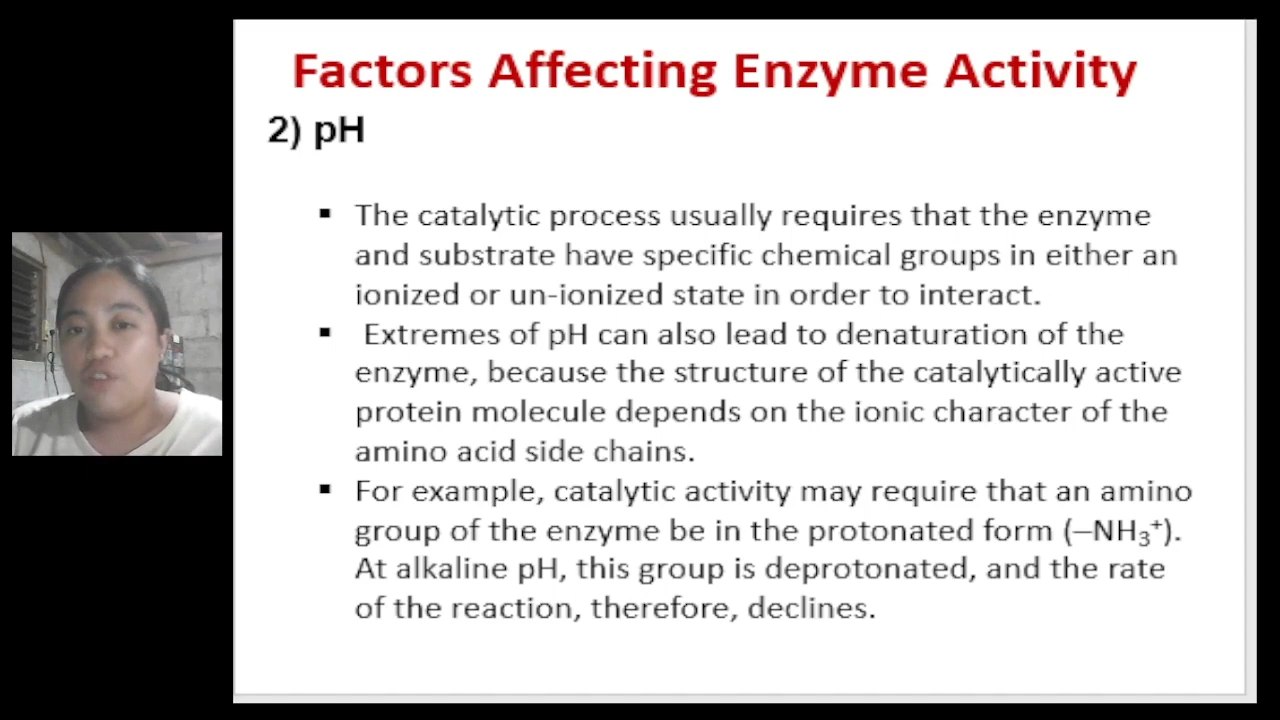 Factors Affecting Enzyme Activity
2) pH
▪ The catalytic process usually requires that the enzyme
and substrate have specific chemical groups in either an
ionized or un-ionized state in order to interact.
▪ Extremes of pH can also lead to denaturation of the
enzyme, because the structure of the catalytically active
protein molecule depends on the ionic character of the
amino acid side chains.
▪ For example, catalytic activity may require that an amino
group of the enzyme be in the protonated form (–NH₃⁺).
At alkaline pH, this group is deprotonated, and the rate
of the reaction, therefore, declines.